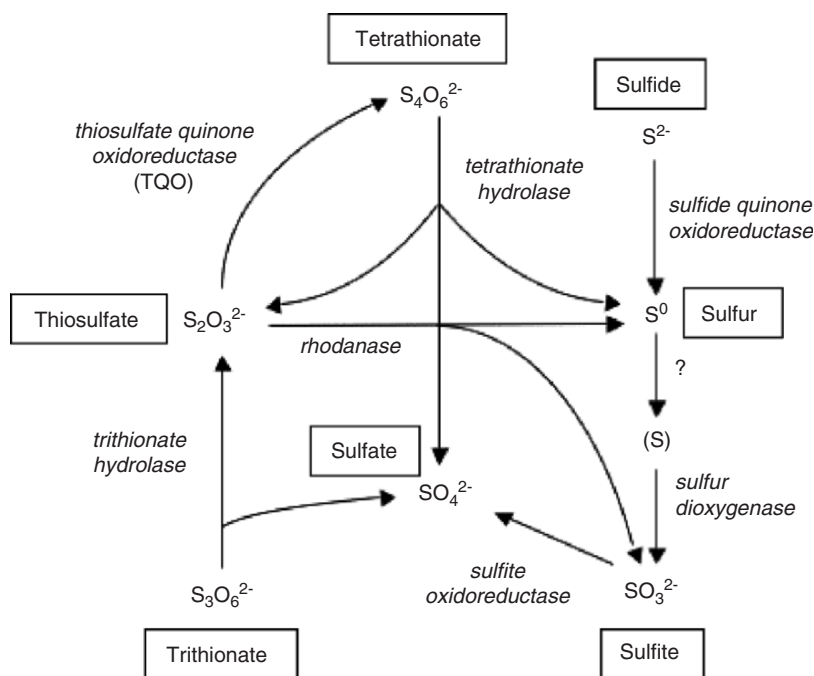 Tetrathionate
S₄O₆²⁻
Sulfide
S²⁻
thiosulfate quinone
oxidoreductase
(TQO)
tetrathionate
hydrolase
sulfide quinone
oxidoreductase
Thiosulfate
S₂O₃²⁻
rhodanase
S⁰
Sulfur
?
trithionate
hydrolase
Sulfate
SO₄²⁻
(S)
sulfur
dioxygenase
sulfite
oxidoreductase
S₃O₆²⁻
Trithionate
SO₃²⁻
Sulfite